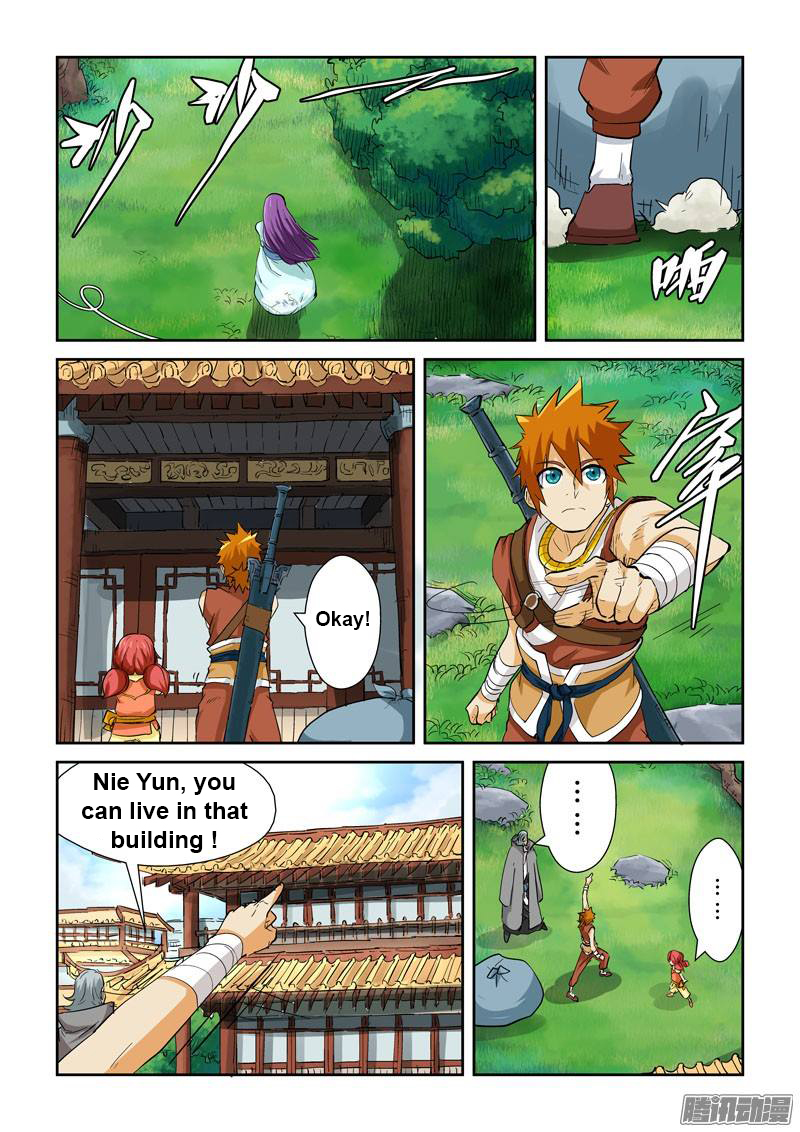 沙
沙
啪
Okay!
Nie Yun, you
can live in that
building !
……
……
腾讯动漫